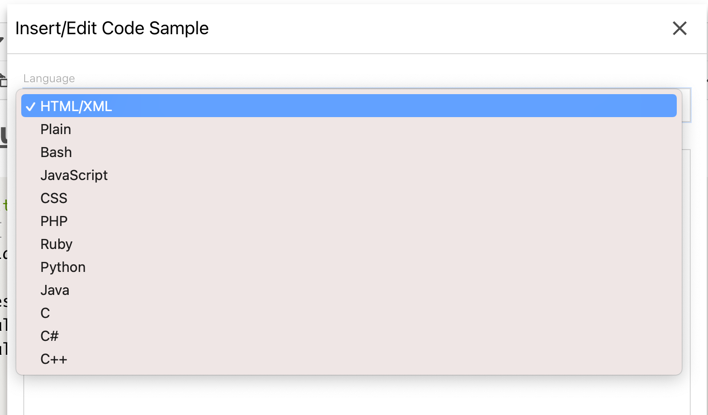 Insert/Edit Code Sample
Language
HTML/XML
Plain
Bash
JavaScript
CSS
PHP
Ruby
Python
Java
C
C#
C++